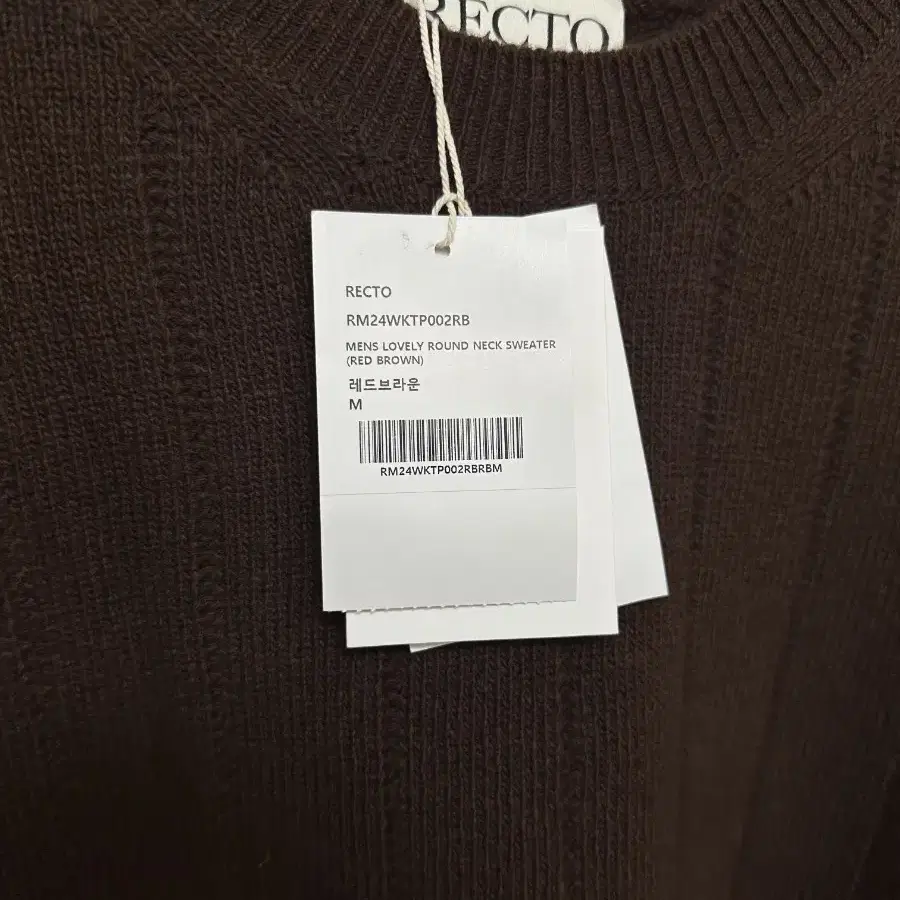 RECTO
RECTO
RM24WKTP002RB
MENS LOVELY ROUND NECK SWEATER
(RED BROWN)
레드브라운
M
RM24WKTP002RBRBM